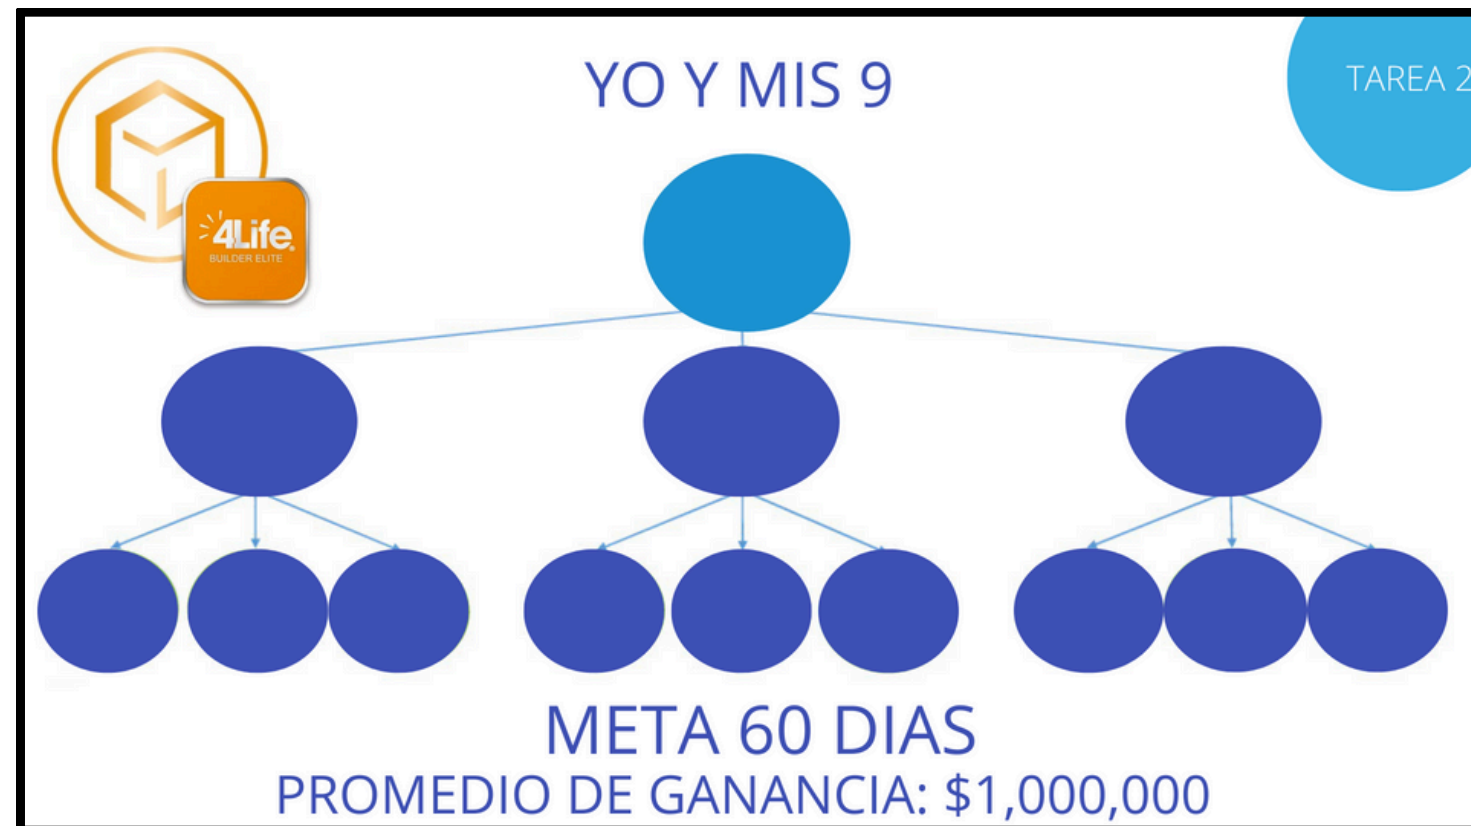 YO Y MIS 9
TAREA 2
4Life
BUILDER ELITE
META 60 DIAS
PROMEDIO DE GANANCIA: $1,000,000